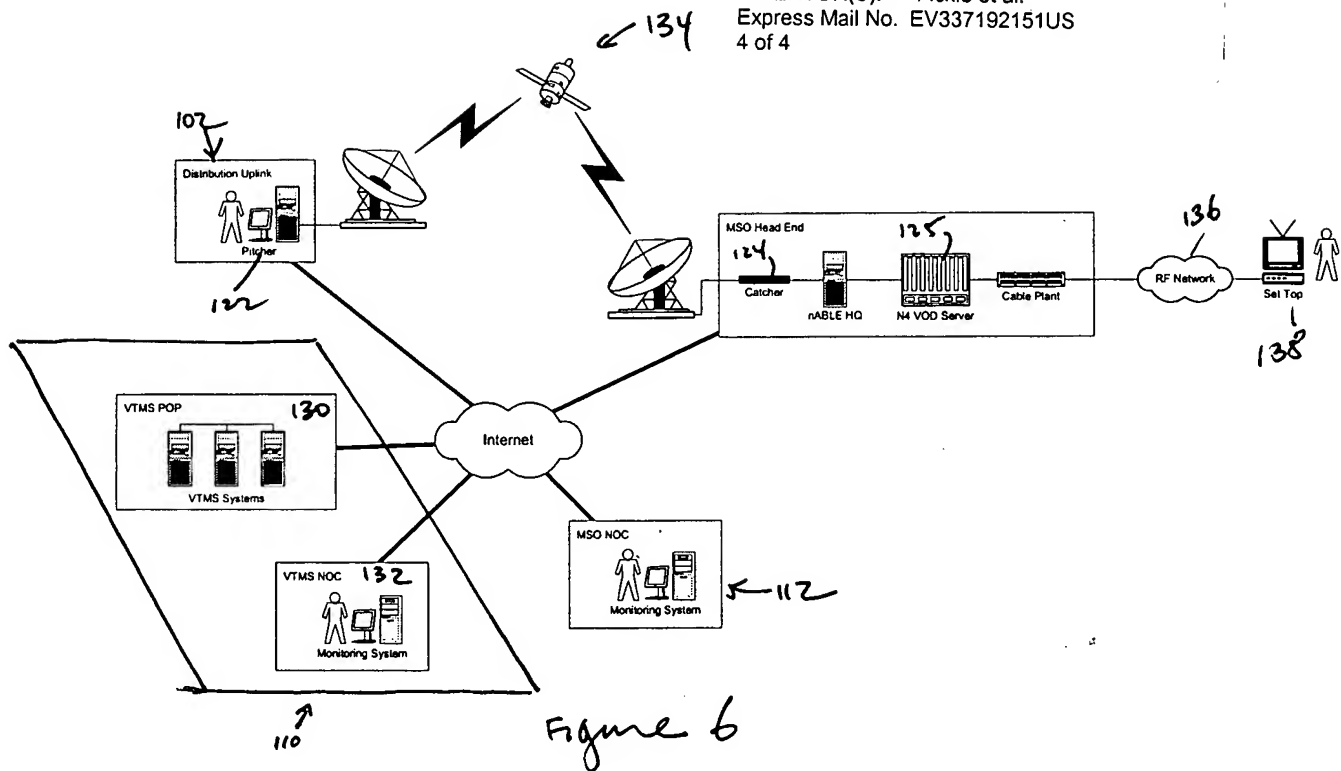 Express Mail No. EV337192151US
4 of 4
134
102
Distribution Uplink
Pitcher
122
MSO Head End
124
125
Catcher
nABLE HQ
N4 VOD Server
Cable Plant
136
RF Network
Set Top
138
VTMS POP
130
VTMS Systems
Internet
VTMS NOC
132
Monitoring System
MSO NOC
Monitoring System
112
110
Figure 6